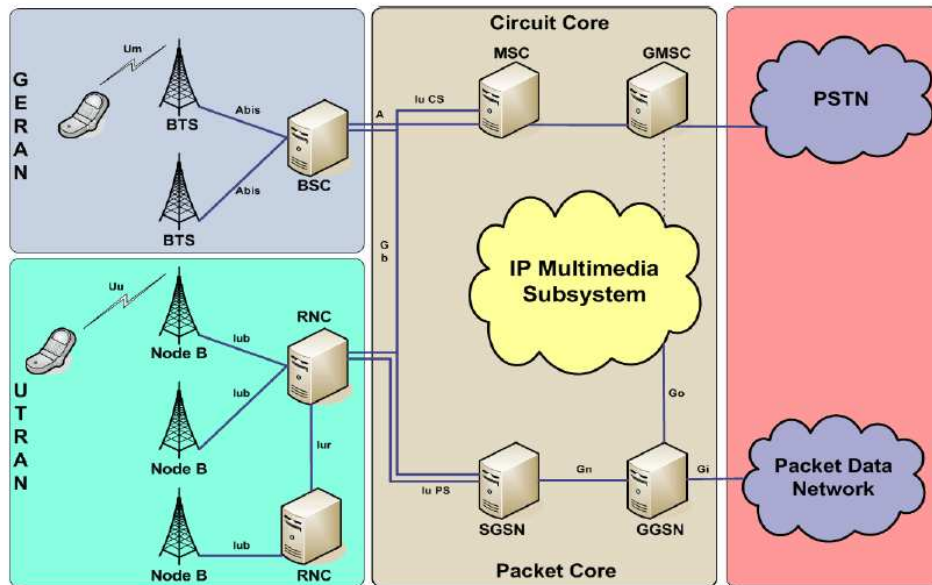 GERAN
Um
BTS
Abis
BSC
Abis
BTS
UTRAN
Uu
Node B
Iub
RNC
Iub
Node B
Iur
Iub
Node B
RNC
Circuit Core
MSC
GMSC
A
Iu CS
G
b
IP Multimedia
Subsystem
Go
Iu PS
Gn
Gi
SGSN
GGSN
Packet Core
PSTN
Packet Data
Network